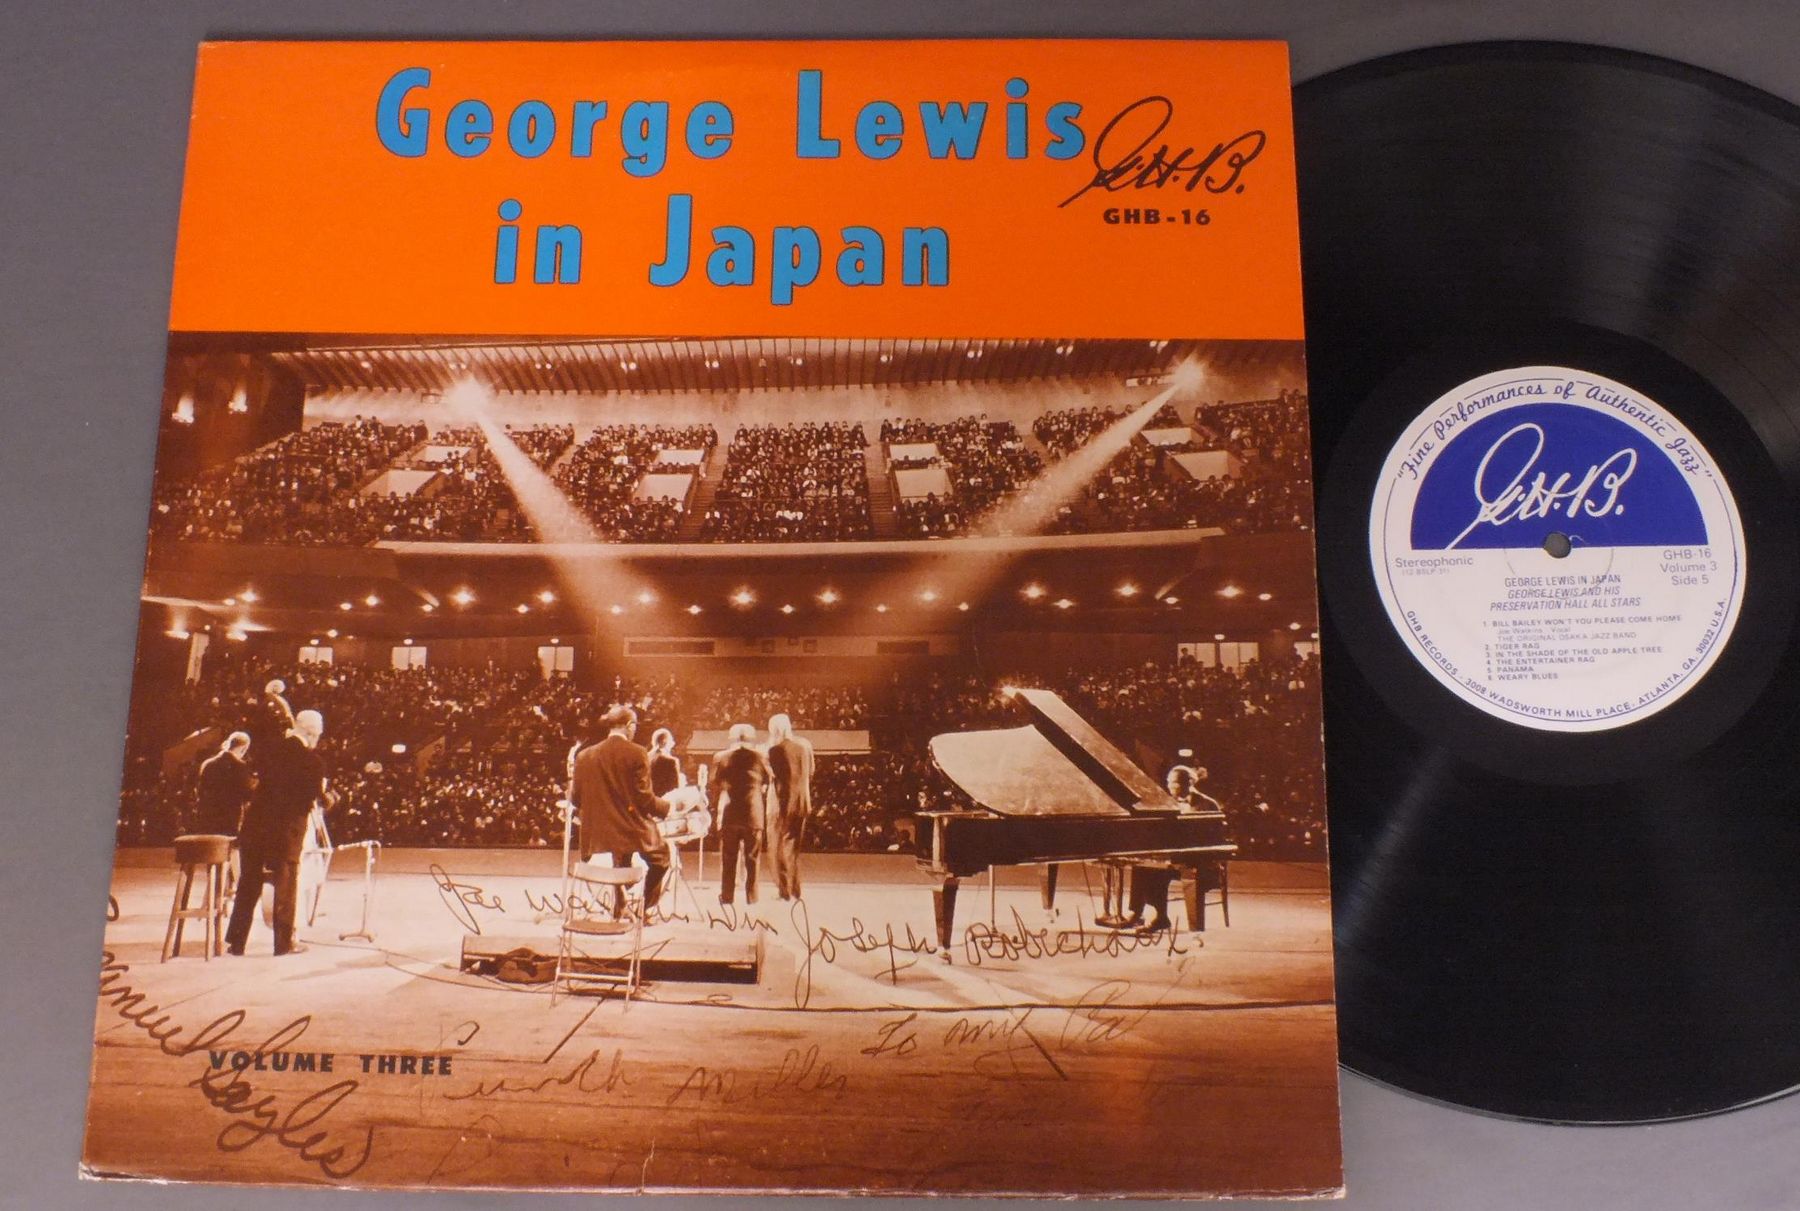 George Lewis
in Japan
G.H.B.
GHB-16
Joseph Robichaux
Punch Miller
to my
Emanuel
Sayles
VOLUME THREE
"Fine Performances of Authentic Jazz"
G.H.B.
Stereophonic
GHB-16
Volume 3
Side 5
GEORGE LEWIS IN JAPAN
GEORGE LEWIS AND HIS
PRESERVATION HALL ALL STARS
1. BILL BAILEY WON'T YOU PLEASE COME HOME
Joe Watkins - Vocal
THE ORIGINAL OSAKA JAZZ BAND
2. TIGER RAG
3. IN THE SHADE OF THE OLD APPLE TREE
4. THE ENTERTAINER RAG
5. PANAMA
6. WEARY BLUES
GHB RECORDS - 3008 WADSWORTH MILL PLACE - ATLANTA, GA. 30032 U.S.A.